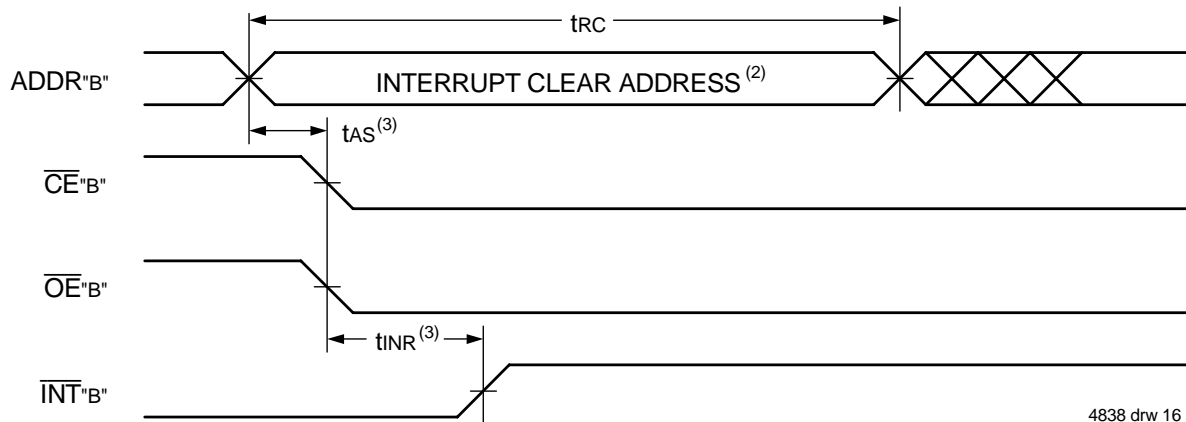 tRC
ADDR"B"
INTERRUPT CLEAR ADDRESS (2)
tAS(3)
CE"B"
OE"B"
tINR(3)
INT"B"
4838 drw 16